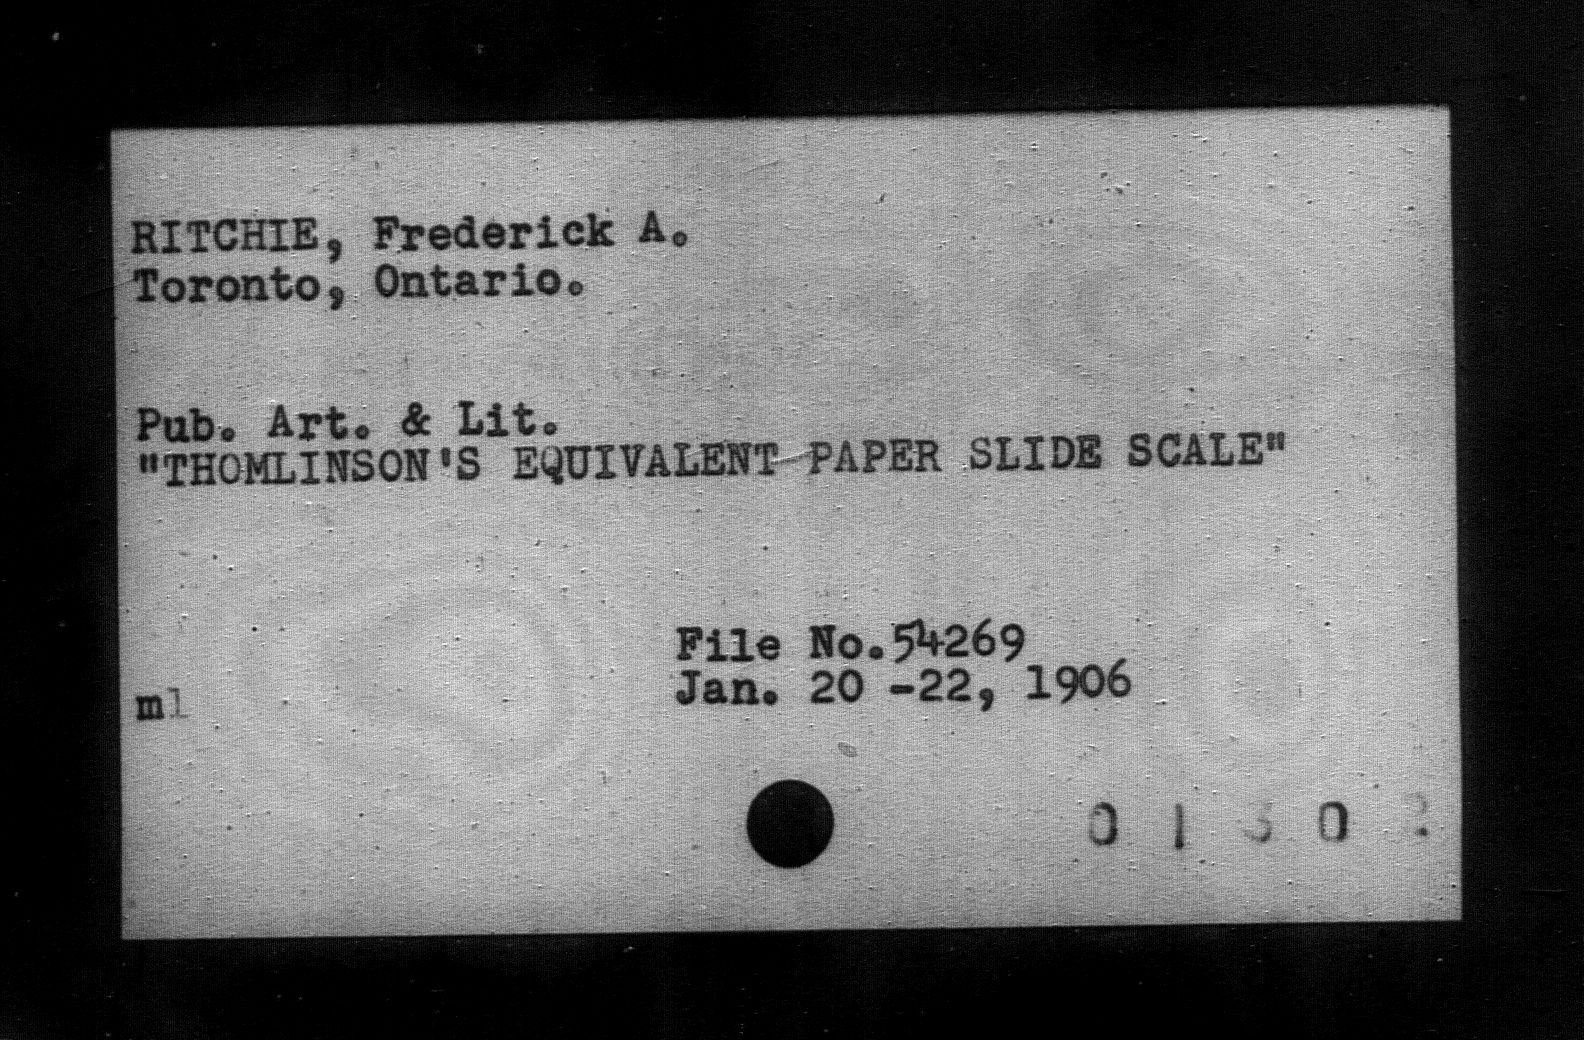 RITCHIE, Frederick A.
Toronto, Ontario.
Pub. Art. & Lit.
"THOMLINSON'S EQUIVALENT PAPER SLIDE SCALE"
File No.54269
Jan. 20 -22, 1906
ml